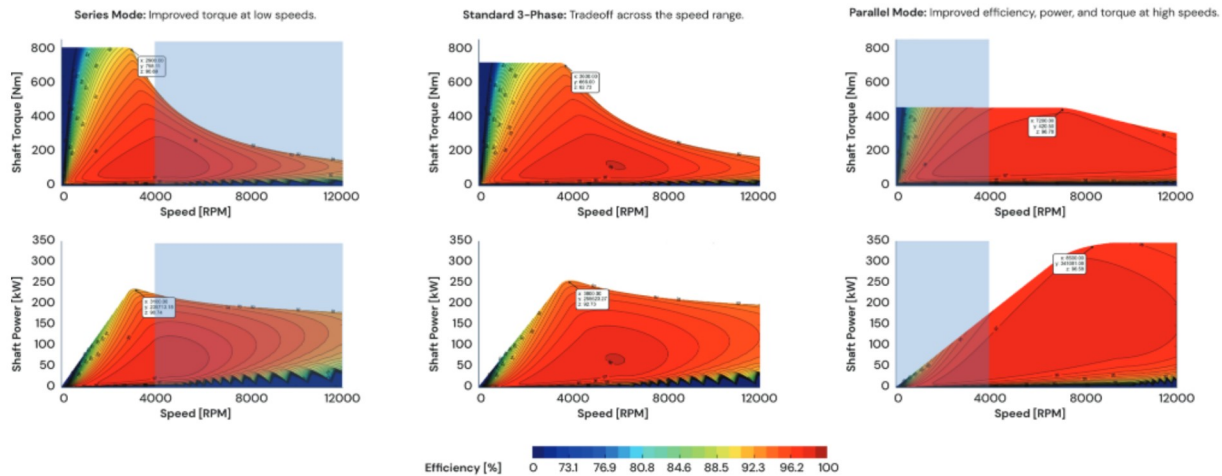 Series Mode: Improved torque at low speeds.
Standard 3-Phase: Tradeoff across the speed range.
Parallel Mode: Improved efficiency, power, and torque at high speeds.
Shaft Torque [Nm]
800
600
400
200
0
0 4000 8000 12000
Speed [RPM]
Shaft Torque [Nm]
800
600
400
200
0
0 4000 8000 12000
Speed [RPM]
Shaft Torque [Nm]
800
600
400
200
0
0 4000 8000 12000
Speed [RPM]
Shaft Power [kW]
350
300
250
200
150
100
50
0
0 4000 8000 12000
Speed [RPM]
Shaft Power [kW]
350
300
250
200
150
100
50
0
0 4000 8000 12000
Speed [RPM]
Shaft Power [kW]
350
300
250
200
150
100
50
0
0 4000 8000 12000
Speed [RPM]
Efficiency [%] 0 73.1 76.9 80.8 84.6 88.5 92.3 96.2 100